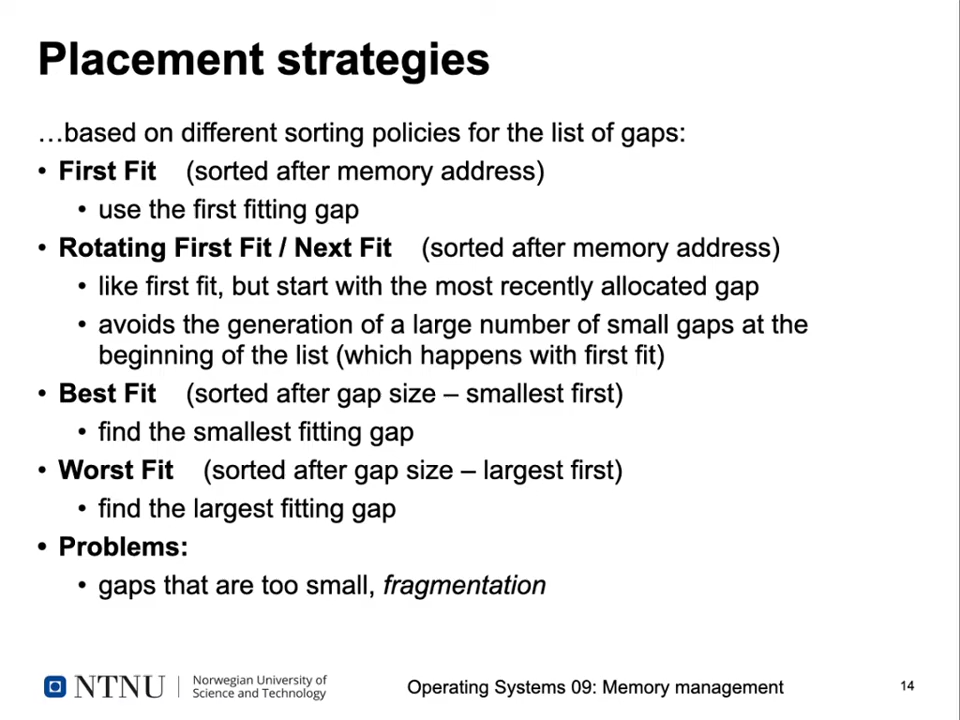 Placement strategies
…based on different sorting policies for the list of gaps:
• First Fit (sorted after memory address)
• use the first fitting gap
• Rotating First Fit / Next Fit (sorted after memory address)
• like first fit, but start with the most recently allocated gap
• avoids the generation of a large number of small gaps at the
beginning of the list (which happens with first fit)
• Best Fit (sorted after gap size – smallest first)
• find the smallest fitting gap
• Worst Fit (sorted after gap size – largest first)
• find the largest fitting gap
• Problems:
• gaps that are too small, fragmentation
NTNU
Norwegian University of
Science and Technology
Operating Systems 09: Memory management
14